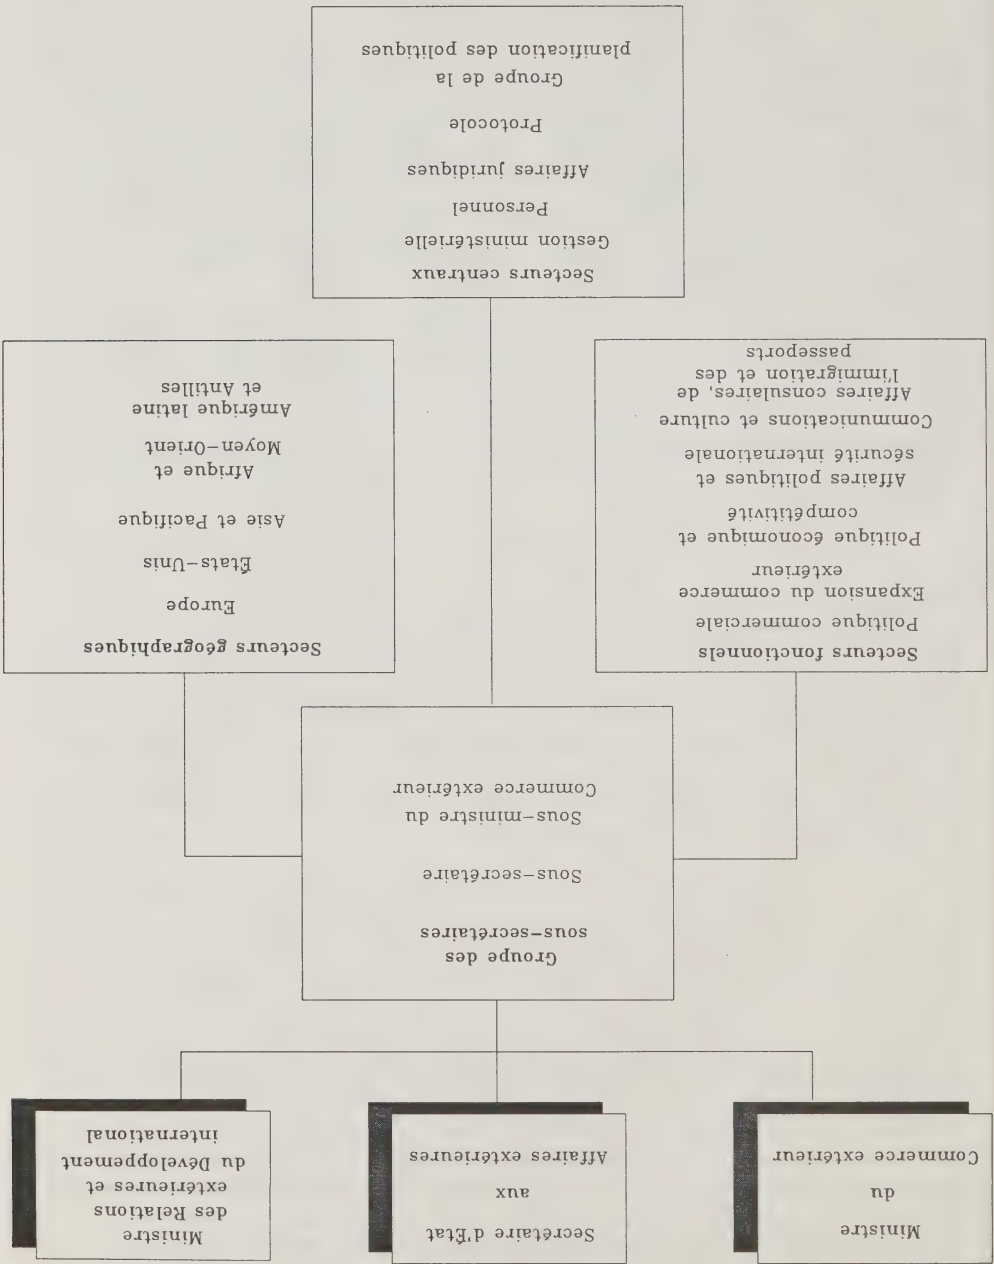 Ministre
du
Commerce extérieur
Secrétaire d'État
aux
Affaires extérieures
Ministre
des Relations
extérieures et
du Développement
international
Groupe des
sous-secrétaires
Sous-secrétaire
Sous-ministre du
Commerce extérieur
Secteurs fonctionnels
Politique commerciale
Expansion du commerce
extérieur
Politique économique et
compétitivité
Affaires politiques et
sécurité internationale
Communications et culture
Affaires consulaires, de
l'immigration et des
passeports
Secteurs géographiques
Europe
États-Unis
Asie et Pacifique
Afrique et
Moyen-Orient
Amérique latine
et Antilles
Secteurs centraux
Gestion ministérielle
Personnel
Affaires juridiques
Protocole
Groupe de la
planification des politiques